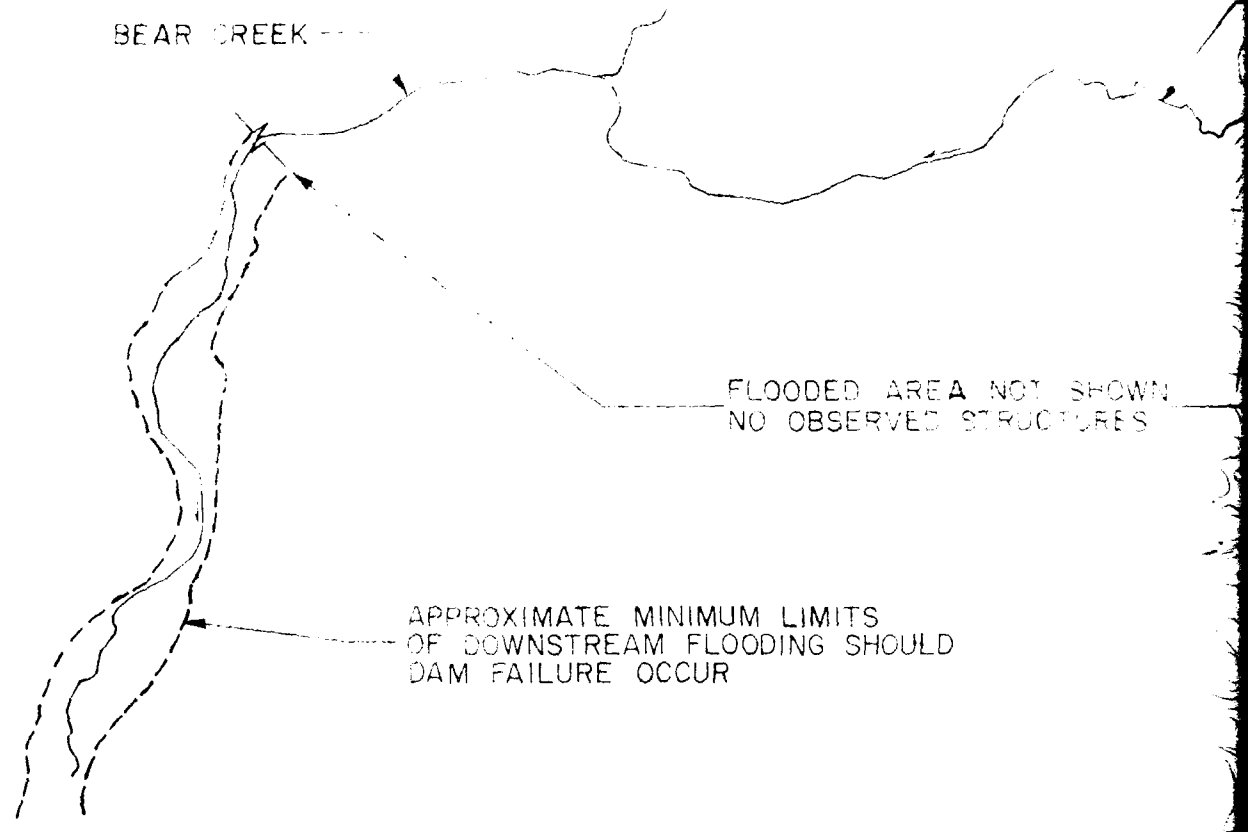 BEAR CREEK
FLOODED AREA NOT SHOWN
NO OBSERVED STRUCTURES
APPROXIMATE MINIMUM LIMITS
OF DOWNSTREAM FLOODING SHOULD
DAM FAILURE OCCUR